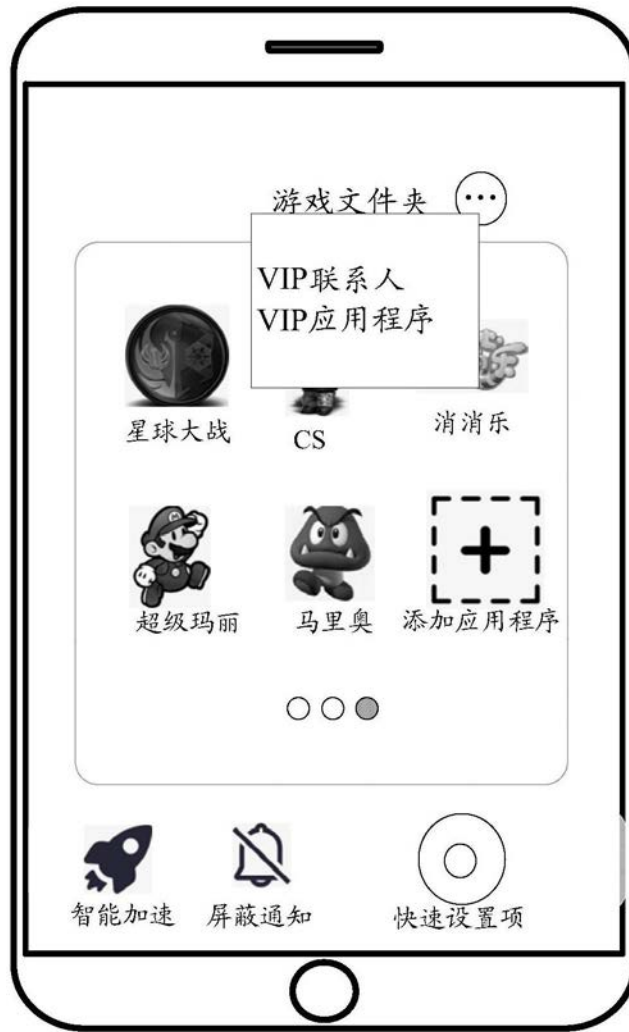 游戏文件夹
VIP联系人
VIP应用程序
星球大战
CS
消消乐
超级玛丽
马里奥
添加应用程序
智能加速
屏蔽通知
快速设置项